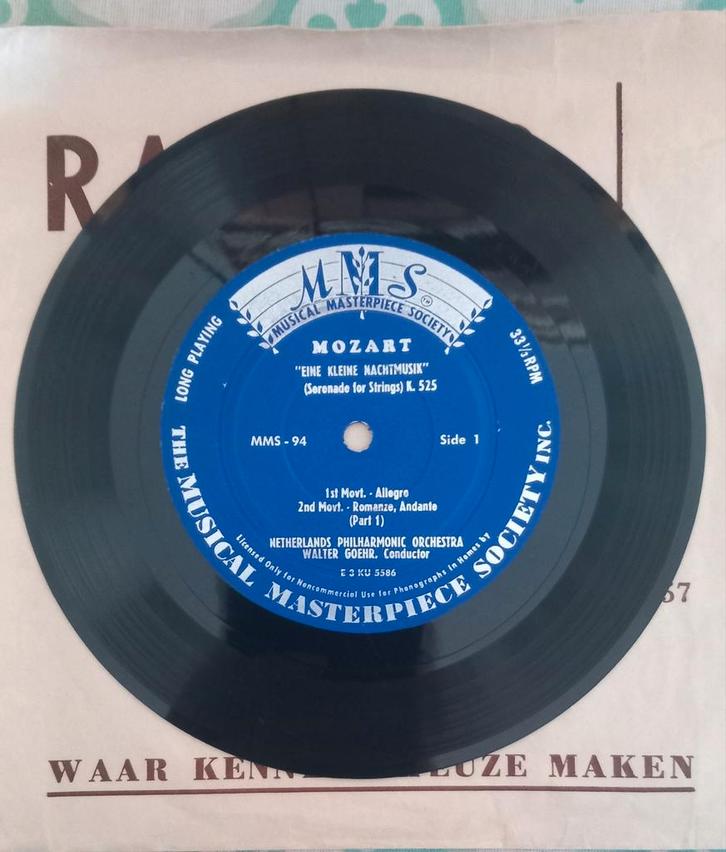 RA
MMS
MUSICAL MASTERPIECE SOCIETY
TM
LONG PLAYING
33⅓ RPM
MOZART
"EINE KLEINE NACHTMUSIK"
(Serenade for Strings) K. 525
MMS - 94
Side 1
1st Movt. - Allegro
2nd Movt. - Romanze, Andante
(Part 1)
NETHERLANDS PHILHARMONIC ORCHESTRA
WALTER GOEHR. Conductor
E 3 KU 5586
Licensed Only for Noncommercial Use for Phonographs in Homes by
THE MUSICAL MASTERPIECE SOCIETY INC.
57
WAAR KENN EUZE MAKEN